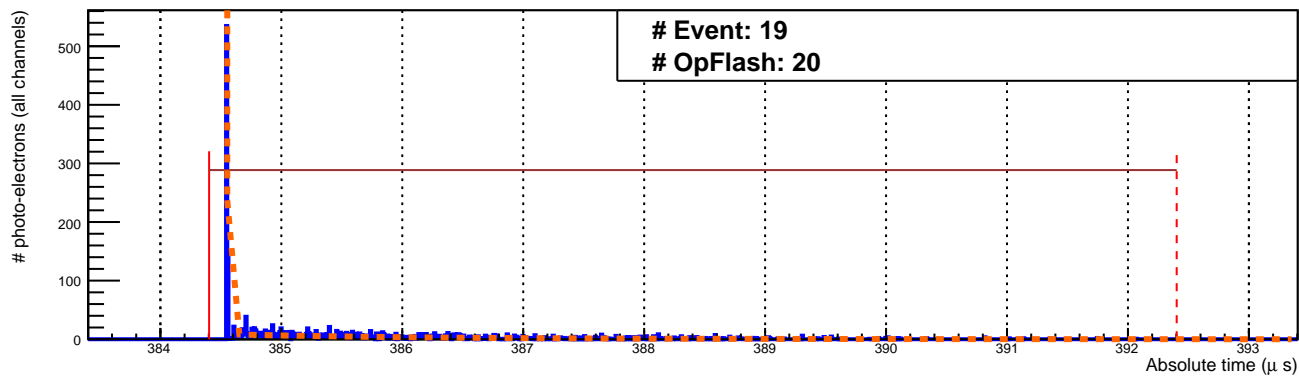 # Event: 19
# OpFlash: 20
# photo-electrons (all channels)
500
400
300
200
100
0
384 385 386 387 388 389 390 391 392 393
Absolute time (μ s)